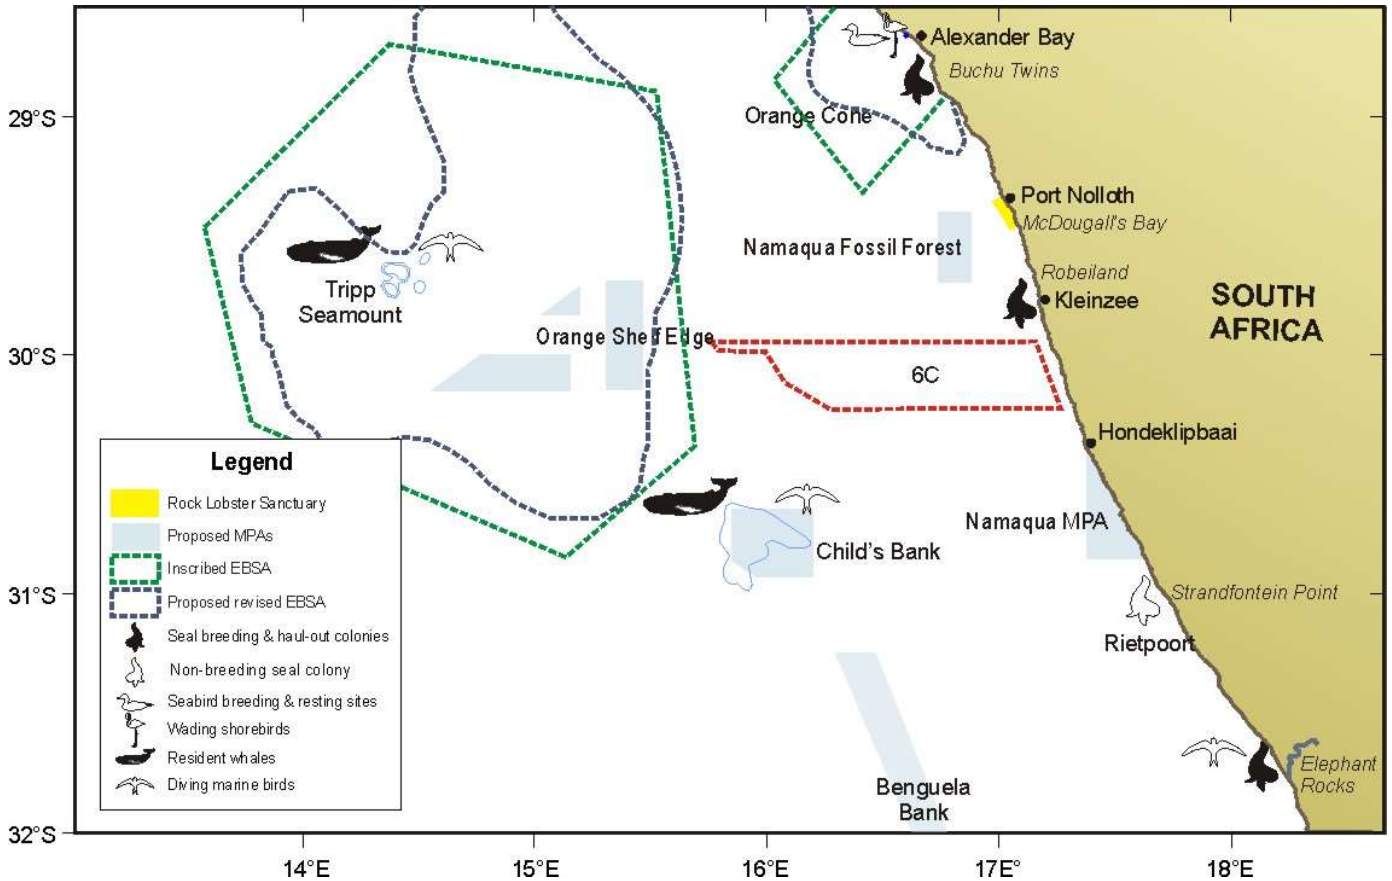 Alexander Bay
Buchu Twins
29°S
Orange Cone
Port Nolloth
McDougall's Bay
Namaqua Fossil Forest
Robeiland
Kleinzee
Tripp
Seamount
SOUTH
AFRICA
Orange Shelf Edge
30°S
6C
Hondeklipbaai
Legend
Rock Lobster Sanctuary
Proposed MPAs
Inscribed EBSA
Proposed revised EBSA
Seal breeding & haul-out colonies
Non-breeding seal colony
Seabird breeding & resting sites
Wading shorebirds
Resident whales
Diving marine birds
Namaqua MPA
Child's Bank
31°S
Strandfontein Point
Rietpoort
Elephant
Rocks
Benguela
Bank
32°S
14°E
15°E
16°E
17E°
18°E